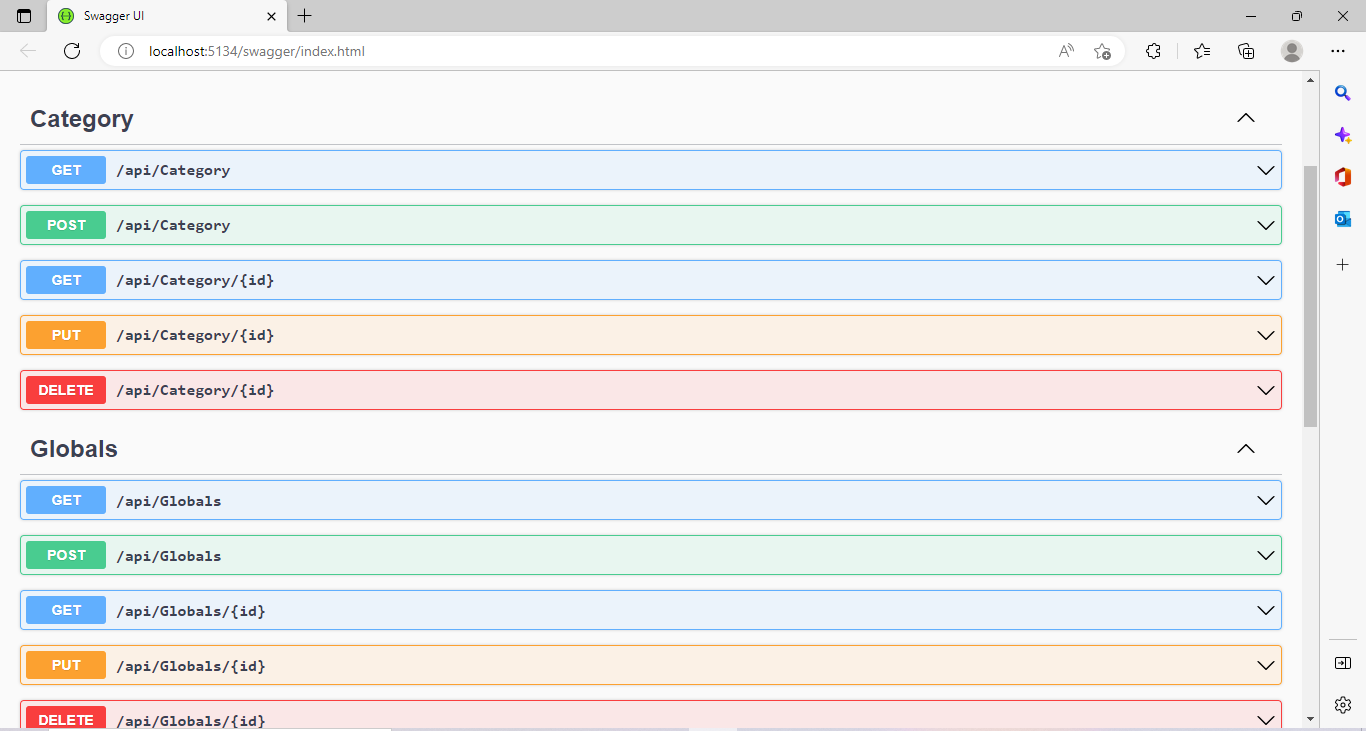 Swagger UI
localhost:5134/swagger/index.html
Category
GET /api/Category
POST /api/Category
GET /api/Category/{id}
PUT /api/Category/{id}
DELETE /api/Category/{id}
Globals
GET /api/Globals
POST /api/Globals
GET /api/Globals/{id}
PUT /api/Globals/{id}
DELETE /api/Globals/{id}